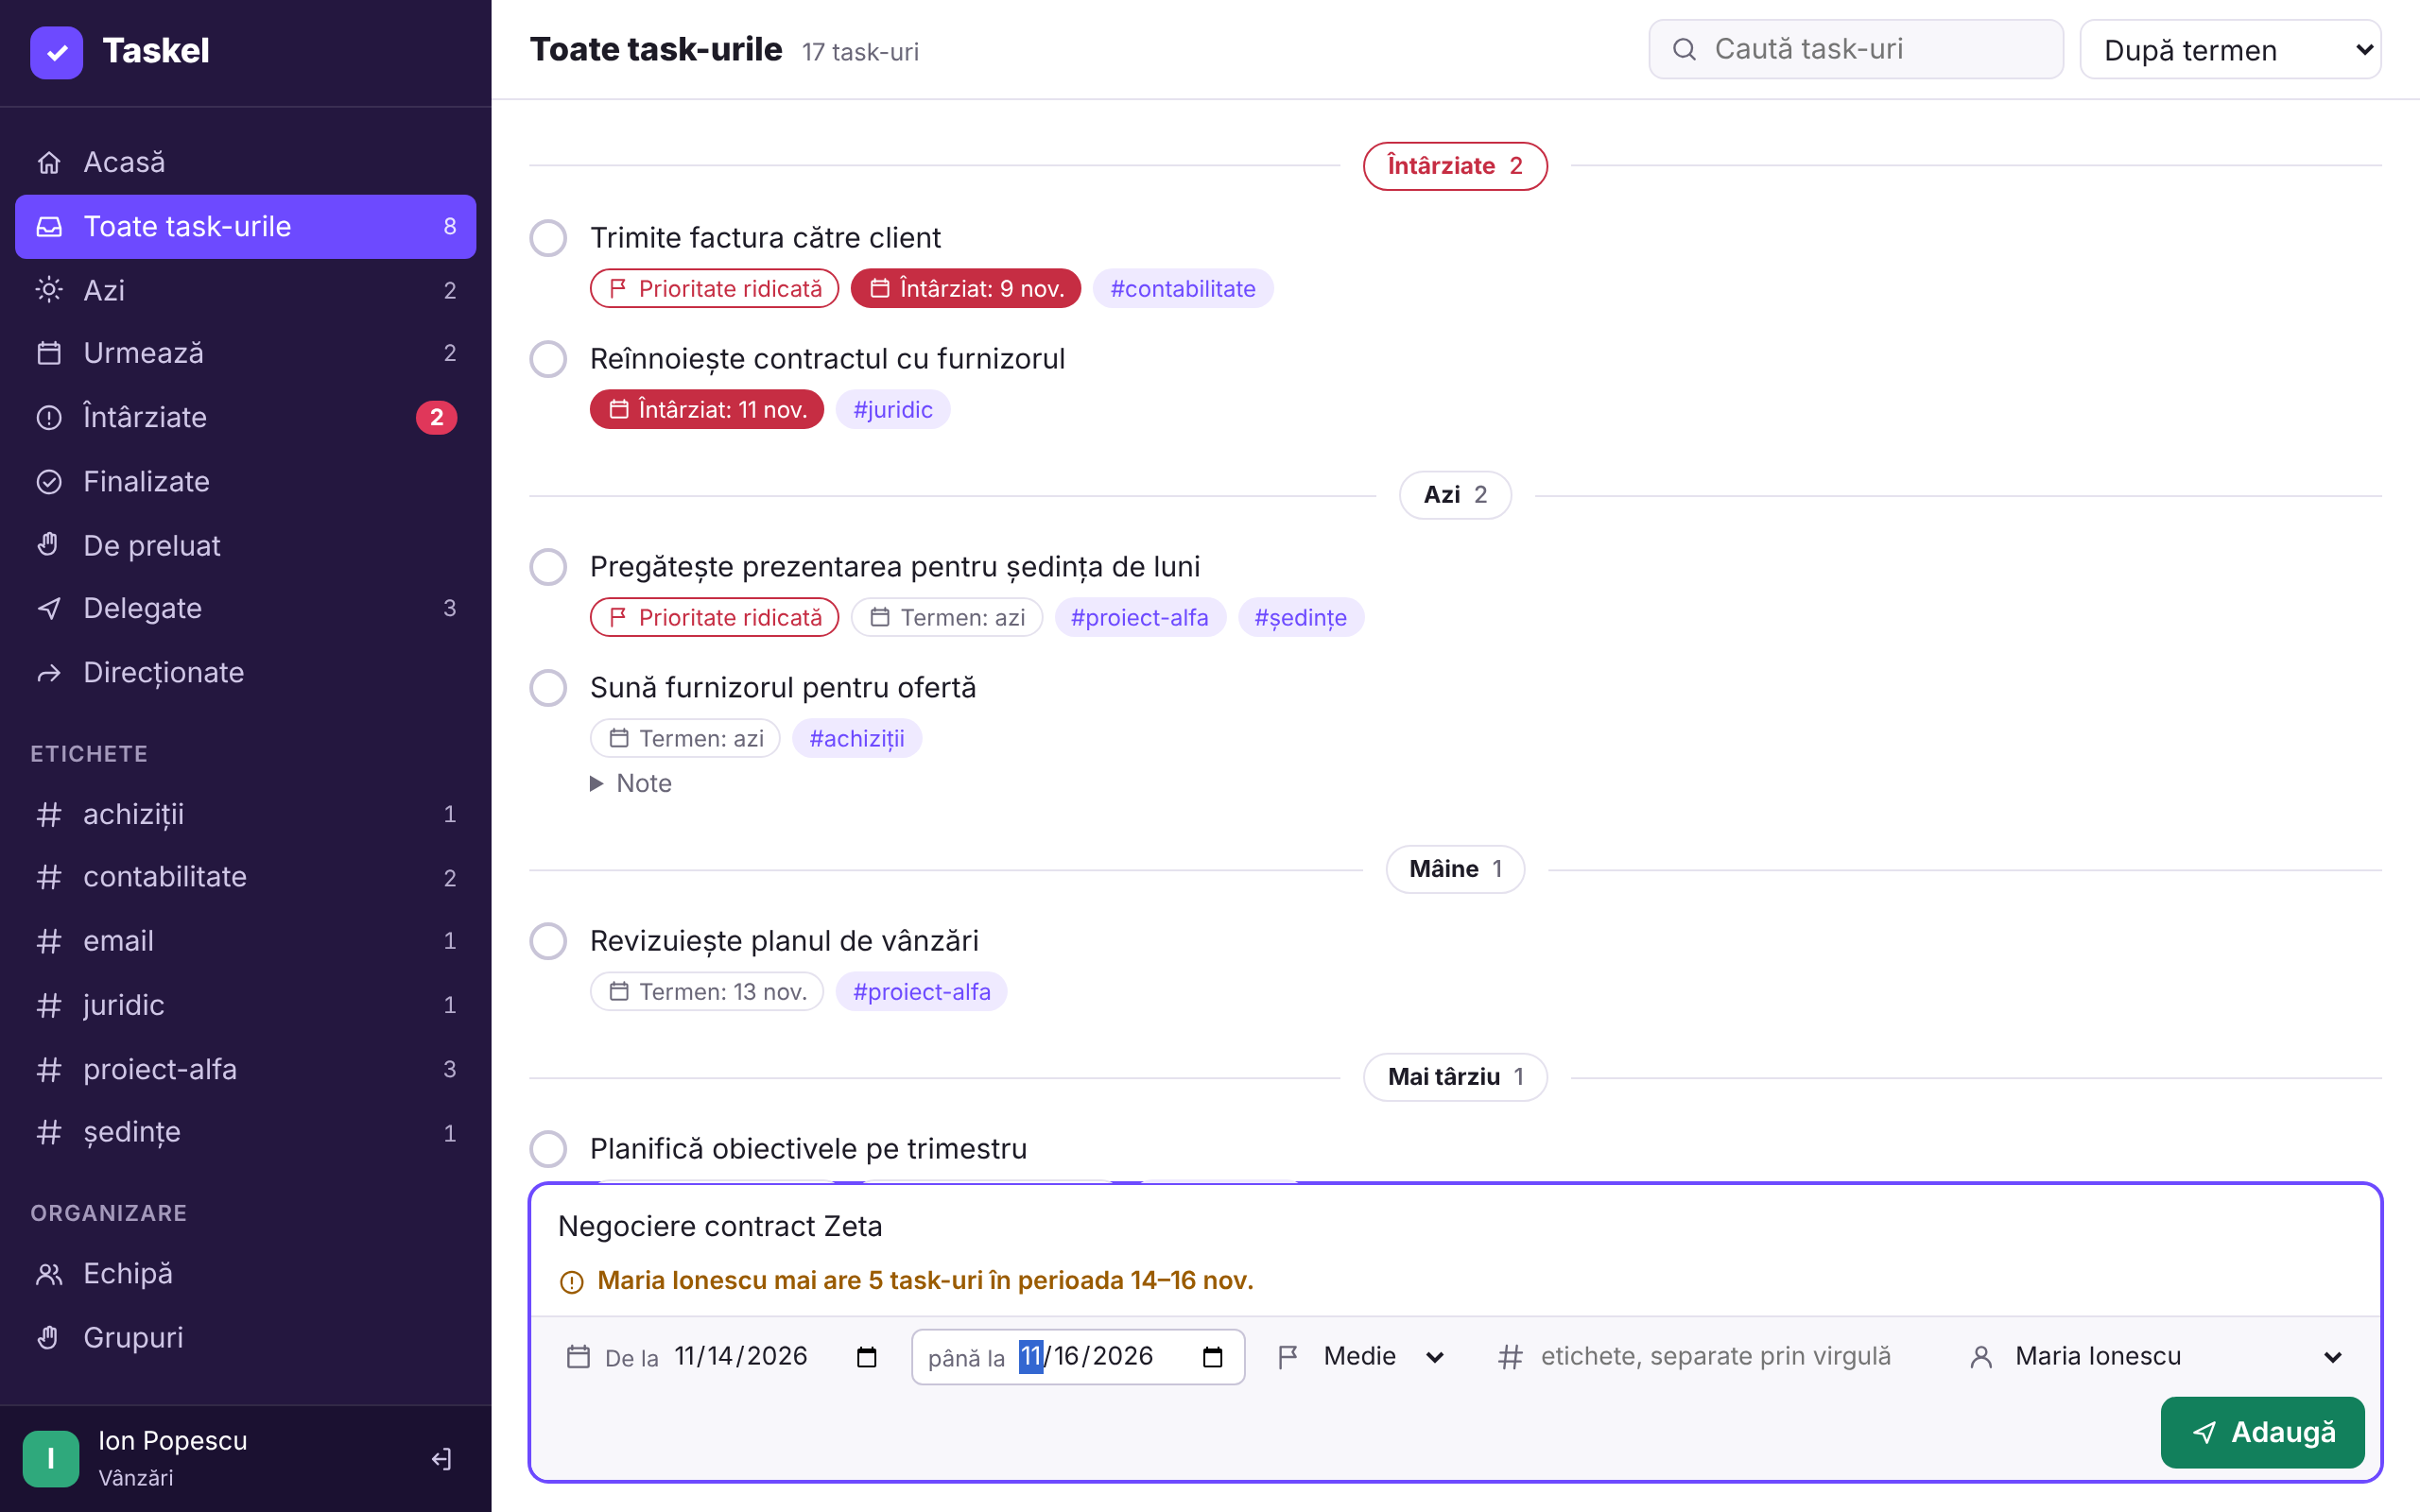 Taskel
Acasă
Toate task-urile 8
Azi 2
Urmează 2
Întârziate 2
Finalizate
De preluat
Delegate 3
Direcționate
ETICHETE
# achiziții 1
# contabilitate 2
# email 1
# juridic 1
# proiect-alfa 3
# ședințe 1
ORGANIZARE
Echipă
Grupuri
I
Ion Popescu
Vânzări
Toate task-urile 17 task-uri
Caută task-uri
După termen
Întârziate 2
Trimite factura către client
Prioritate ridicată Întârziat: 9 nov. #contabilitate
Reînnoiește contractul cu furnizorul
Întârziat: 11 nov. #juridic
Azi 2
Pregătește prezentarea pentru ședința de luni
Prioritate ridicată Termen: azi #proiect-alfa #ședințe
Sună furnizorul pentru ofertă
Termen: azi #achiziții
Note
Mâine 1
Revizuiește planul de vânzări
Termen: 13 nov. #proiect-alfa
Mai târziu 1
Planifică obiectivele pe trimestru
Negociere contract Zeta
Maria Ionescu mai are 5 task-uri în perioada 14–16 nov.
De la 11/14/2026 până la 11/16/2026 Medie # etichete, separate prin virgulă Maria Ionescu
Adaugă